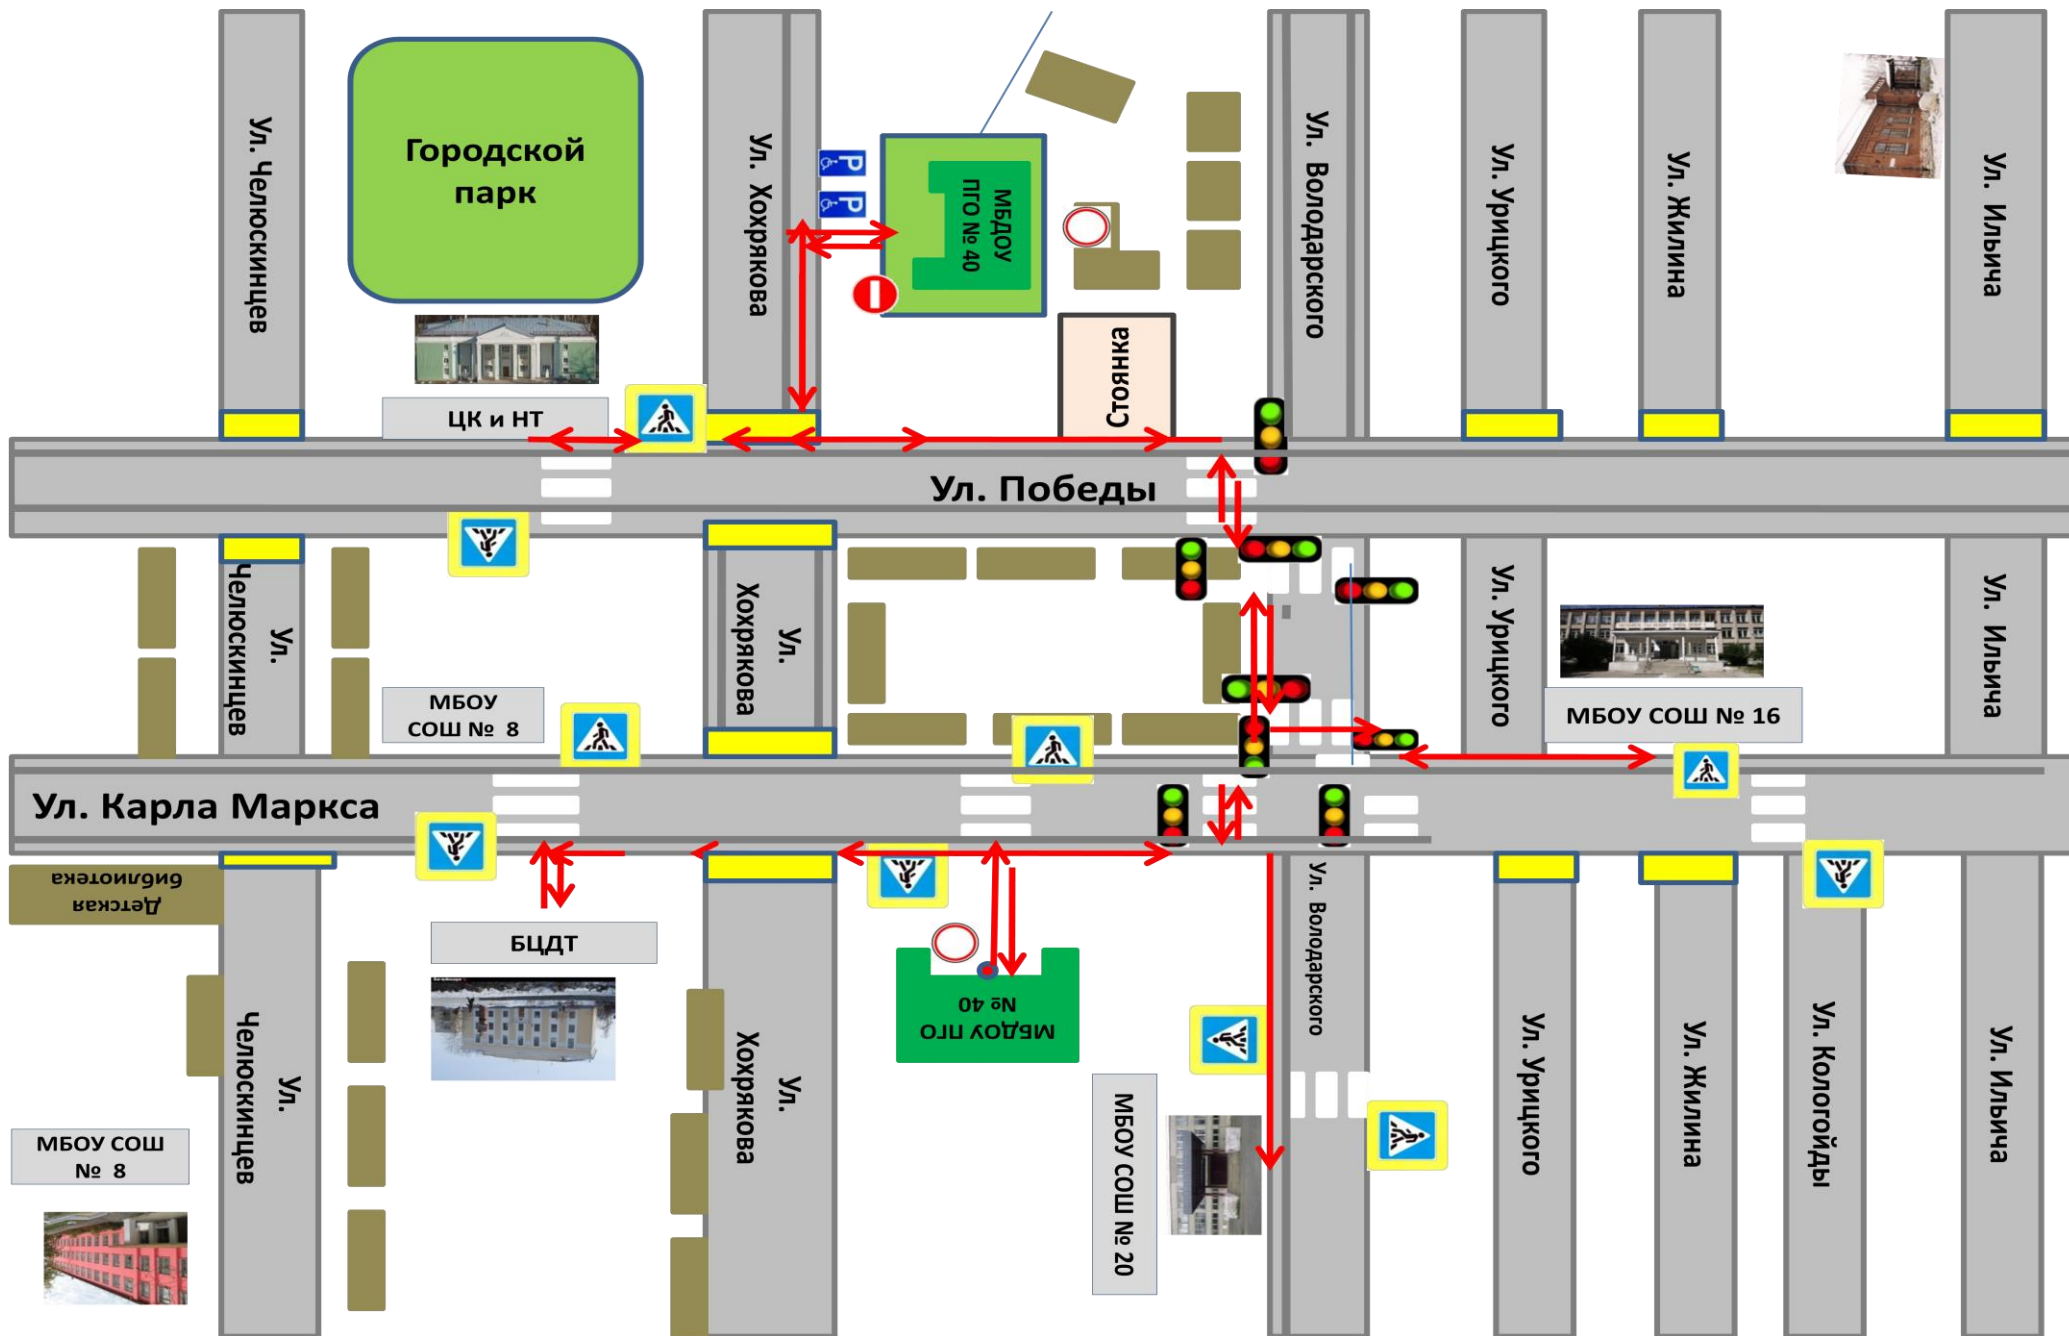 Ул. Челюскинцев
Городской
парк
Ул. Хохрякова
P
P
МБДОУ
ПГО № 40
Ул. Володарского
Ул. Урицкого
Ул. Жилина
Ул. Ильича
ЦК и НТ
Стоянка
Ул. Победы
Ул.
Челюскинцев
Ул.
Хохрякова
Ул. Урицкого
Ул. Ильича
МБОУ
СОШ № 8
МБОУ СОШ № 16
Ул. Карла Маркса
Детская
библиотека
БЦДТ
МБДОУ ПГО
№ 40
Ул. Володарского
Ул.
Челюскинцев
Ул.
Хохрякова
МБОУ СОШ № 20
Ул. Урицкого
Ул. Жилина
Ул. Кологойды
Ул. Ильича
МБОУ СОШ
№ 8